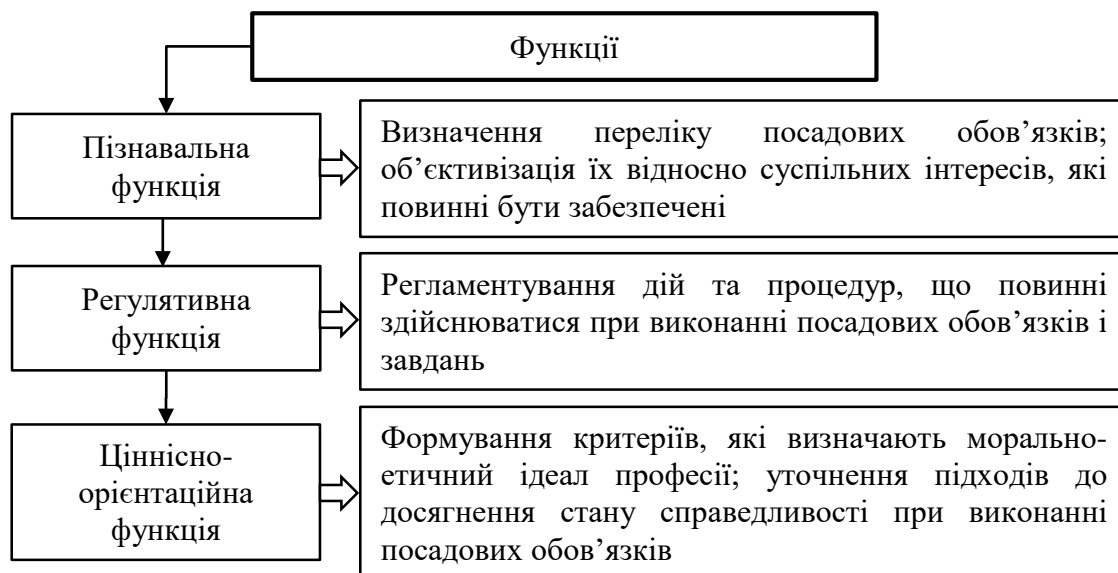 Функції
Пізнавальна
функція
Визначення переліку посадових обов’язків;
об’єктивізація їх відносно суспільних інтересів, які
повинні бути забезпечені
Регулятивна
функція
Регламентування дій та процедур, що повинні
здійснюватися при виконанні посадових обов’язків і
завдань
Ціннісно-
орієнтаційна
функція
Формування критеріїв, які визначають морально-
етичний ідеал професії; уточнення підходів до
досягнення стану справедливості при виконанні
посадових обов’язків